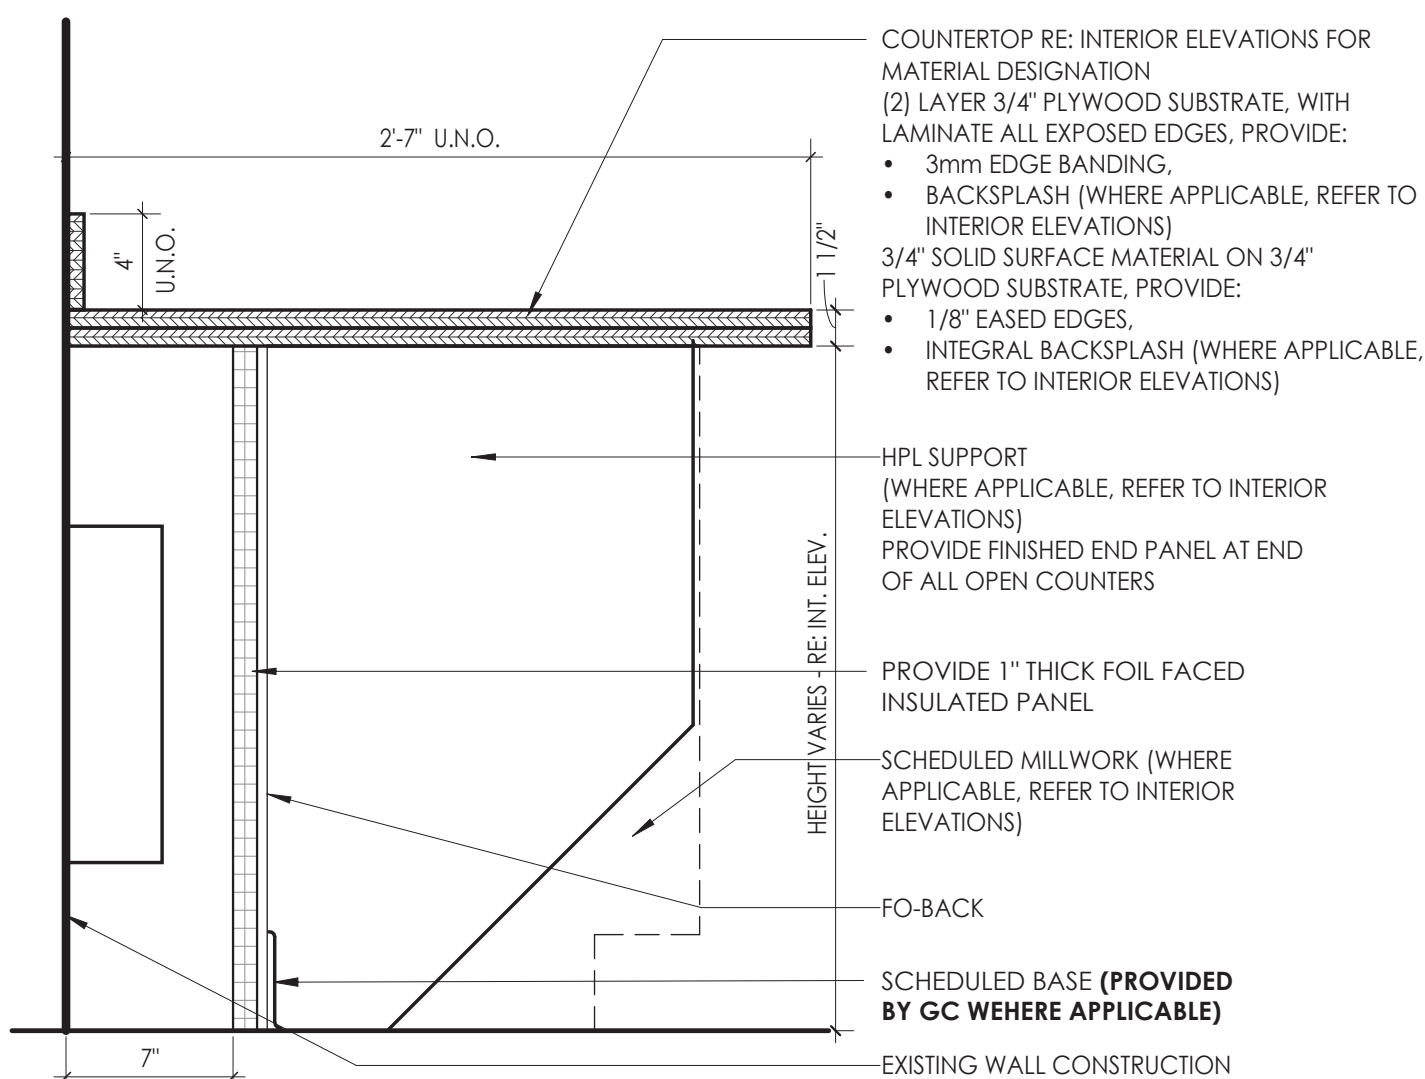 COUNTERTOP RE: INTERIOR ELEVATIONS FOR
MATERIAL DESIGNATION
(2) LAYER 3/4" PLYWOOD SUBSTRATE, WITH
LAMINATE ALL EXPOSED EDGES, PROVIDE:
• 3mm EDGE BANDING,
• BACKSPLASH (WHERE APPLICABLE, REFER TO
INTERIOR ELEVATIONS)
3/4" SOLID SURFACE MATERIAL ON 3/4"
PLYWOOD SUBSTRATE, PROVIDE:
• 1/8" EASED EDGES,
• INTEGRAL BACKSPLASH (WHERE APPLICABLE,
REFER TO INTERIOR ELEVATIONS)
2'-7" U.N.O.
4"
U.N.O.
1 1/2"
HPL SUPPORT
(WHERE APPLICABLE, REFER TO INTERIOR
ELEVATIONS)
PROVIDE FINISHED END PANEL AT END
OF ALL OPEN COUNTERS
HEIGHT VARIES - RE: INT. ELEV.
PROVIDE 1" THICK FOIL FACED
INSULATED PANEL
SCHEDULED MILLWORK (WHERE
APPLICABLE, REFER TO INTERIOR
ELEVATIONS)
FO-BACK
SCHEDULED BASE (PROVIDED
BY GC WEHERE APPLICABLE)
7"
EXISTING WALL CONSTRUCTION